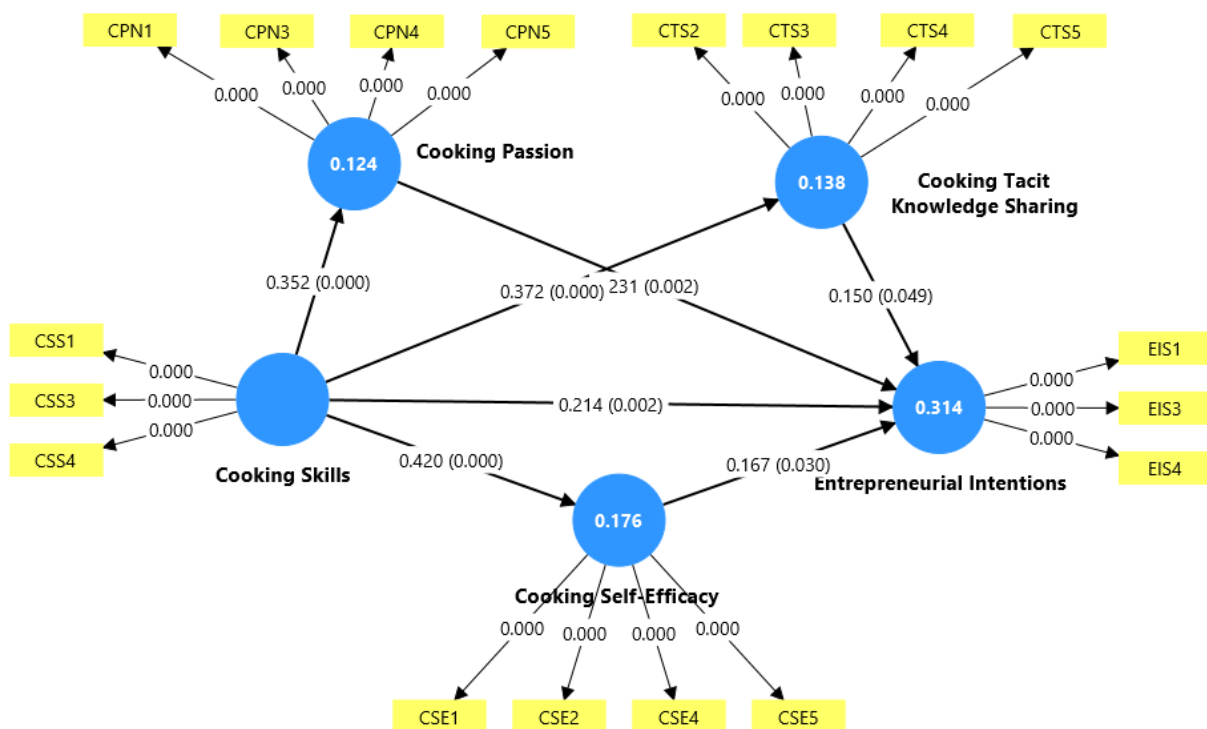 CPN1
CPN3
CPN4
CPN5
CTS2
CTS3
CTS4
CTS5
0.000
0.000
0.000
0.000
0.000
0.000
0.000
0.000
0.124
Cooking Passion
0.138
Cooking Tacit
Knowledge Sharing
0.352 (0.000)
0.372 (0.000)
231 (0.002)
0.150 (0.049)
CSS1
CSS3
CSS4
0.000
0.000
0.000
0.214 (0.002)
0.314
0.000
0.000
0.000
EIS1
EIS3
EIS4
Cooking Skills
0.420 (0.000)
0.167 (0.030)
Entrepreneurial Intentions
0.176
Cooking Self-Efficacy
0.000
0.000
0.000
0.000
CSE1
CSE2
CSE4
CSE5